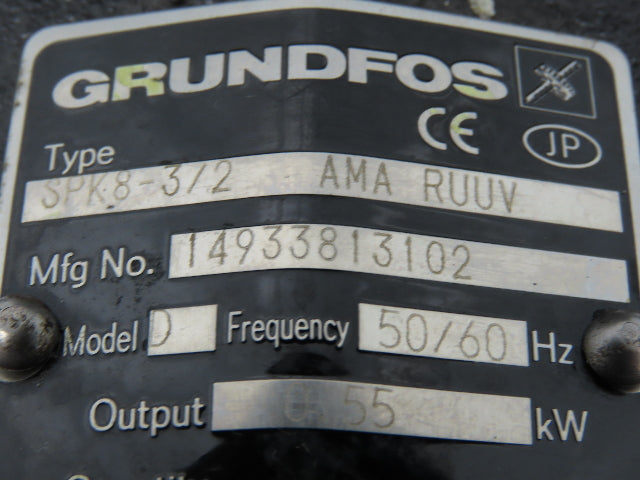 GRUNDFOS
CE
JP
Type
SPK8-3/2 AMA RUUV
Mfg No. 14933813102
Model D Frequency 50/60 Hz
Output 55 kW